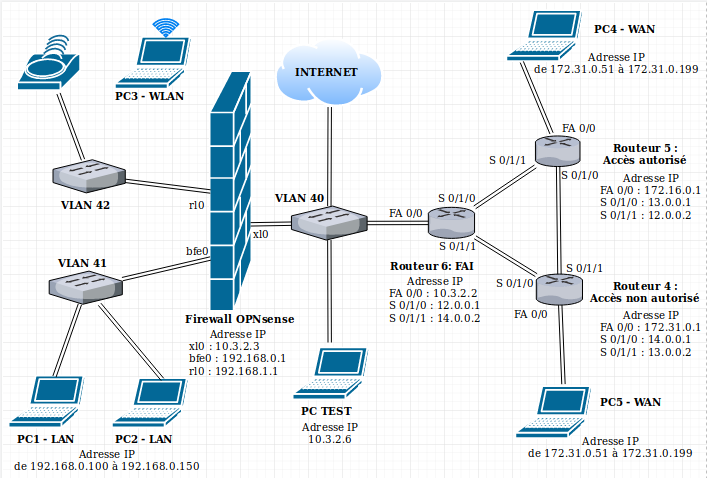 PC4 - WAN
Adresse IP
de 172.31.0.51 à 172.31.0.199
INTERNET
PC3 - WLAN
FA 0/0
S 0/1/1
S 0/1/0
Routeur 5 :
Accès autorisé
Adresse IP
FA 0/0 : 172.16.0.1
S 0/1/0 : 13.0.0.1
S 0/1/1 : 12.0.0.2
VLAN 42
rl0
VLAN 40
xl0
FA 0/0
S 0/1/0
S 0/1/1
bfe0
VLAN 41
Routeur 6: FAI
Adresse IP
FA 0/0 : 10.3.2.2
S 0/1/0 : 12.0.0.1
S 0/1/1 : 14.0.0.2
S 0/1/1
S 0/1/0
FA 0/0
Routeur 4 :
Accès non autorisé
Adresse IP
FA 0/0 : 172.31.0.1
S 0/1/0 : 14.0.0.1
S 0/1/1 : 13.0.0.2
Firewall OPNsense
Adresse IP
xl0 : 10.3.2.3
bfe0 : 192.168.0.1
rl0 : 192.168.1.1
PC TEST
Adresse IP
10.3.2.6
PC5 - WAN
Adresse IP
de 172.31.0.51 à 172.31.0.199
PC1 - LAN
PC2 - LAN
Adresse IP
de 192.168.0.100 à 192.168.0.150